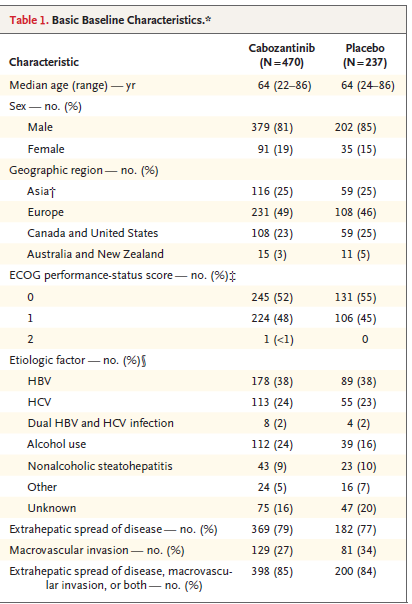 Table 1. Basic Baseline Characteristics.*
Characteristic Cabozantinib (N=470) Placebo (N=237)
Median age (range) — yr 64 (22–86) 64 (24–86)
Sex — no. (%)
Male 379 (81) 202 (85)
Female 91 (19) 35 (15)
Geographic region — no. (%)
Asia† 116 (25) 59 (25)
Europe 231 (49) 108 (46)
Canada and United States 108 (23) 59 (25)
Australia and New Zealand 15 (3) 11 (5)
ECOG performance-status score — no. (%)‡
0 245 (52) 131 (55)
1 224 (48) 106 (45)
2 1 (<1) 0
Etiologic factor — no. (%)§
HBV 178 (38) 89 (38)
HCV 113 (24) 55 (23)
Dual HBV and HCV infection 8 (2) 4 (2)
Alcohol use 112 (24) 39 (16)
Nonalcoholic steatohepatitis 43 (9) 23 (10)
Other 24 (5) 16 (7)
Unknown 75 (16) 47 (20)
Extrahepatic spread of disease — no. (%) 369 (79) 182 (77)
Macrovascular invasion — no. (%) 129 (27) 81 (34)
Extrahepatic spread of disease, macrovascu- 398 (85) 200 (84)
lar invasion, or both — no. (%)